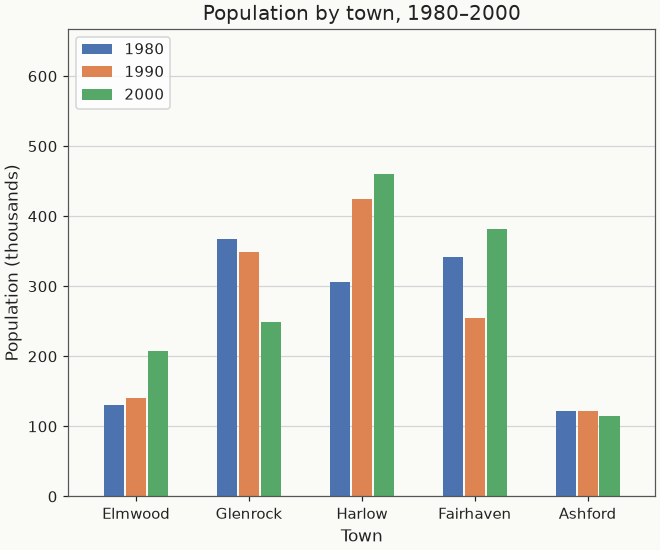 Population by town, 1980–2000
1980
1990
2000
Population (thousands)
600
500
400
300
200
100
0
Elmwood Glenrock Harlow Fairhaven Ashford
Town